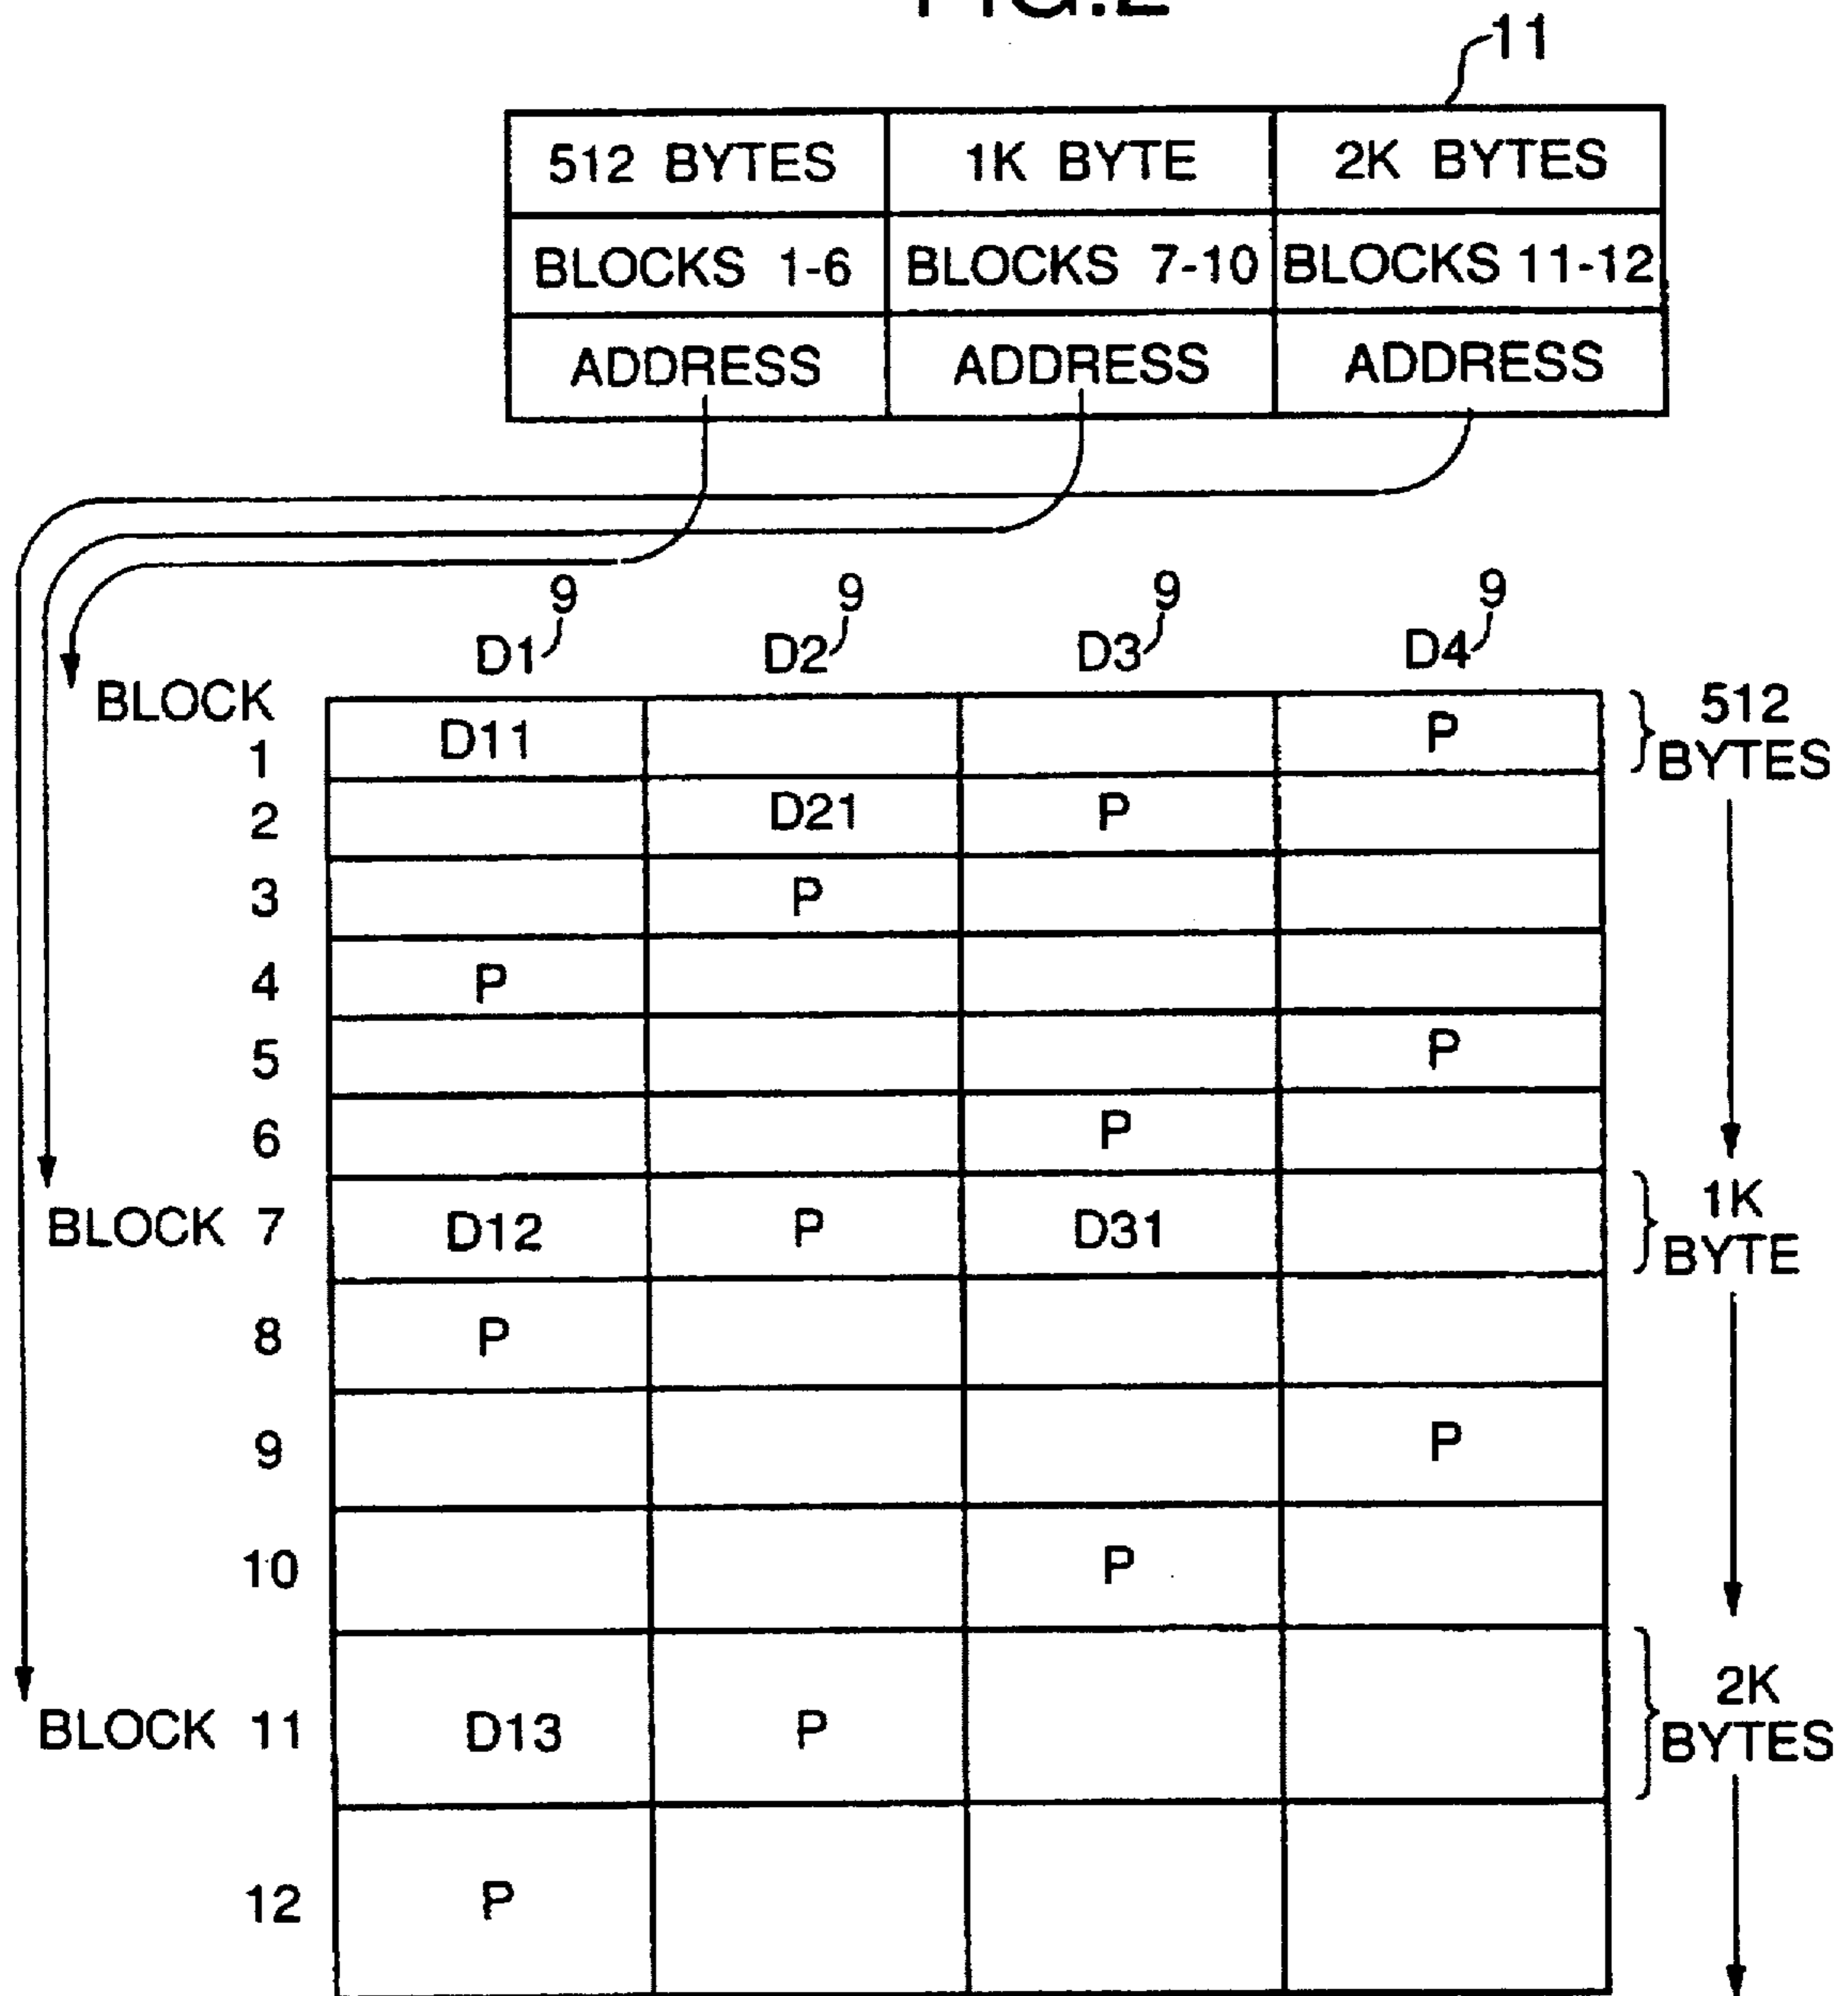 FIG.2
11
512 BYTES 1K BYTE 2K BYTES
BLOCKS 1-6 BLOCKS 7-10 BLOCKS 11-12
ADDRESS ADDRESS ADDRESS
9 9 9 9
D1 D2 D3 D4
BLOCK
1 D11 P
512
BYTES
2 D21 P
3 P
4 P
5 P
6 P
BLOCK 7 D12 P D31
1K
BYTE
8 P
9 P
10 P
BLOCK 11 D13 P
2K
BYTES
12 P